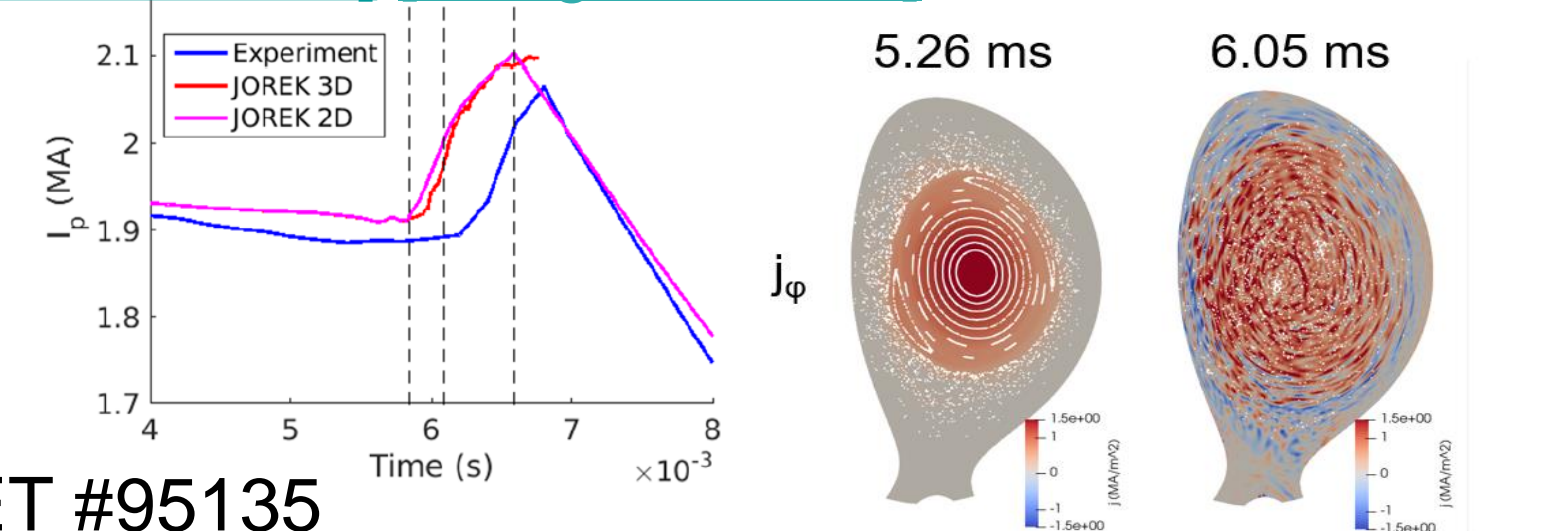 Experiment
JOREK 3D
JOREK 2D
2.1
2
1.9
1.8
1.7
Ip (MA)
4
5
6
7
8
Time (s)
×10-3
ET #95135
5.26 ms
6.05 ms
jφ
1.5e+00
1
0
-1
-1.5e+00
j (MA/m^2)
1.5e+00
1
0
-1
-1.5e+00
j (MA/m^2)